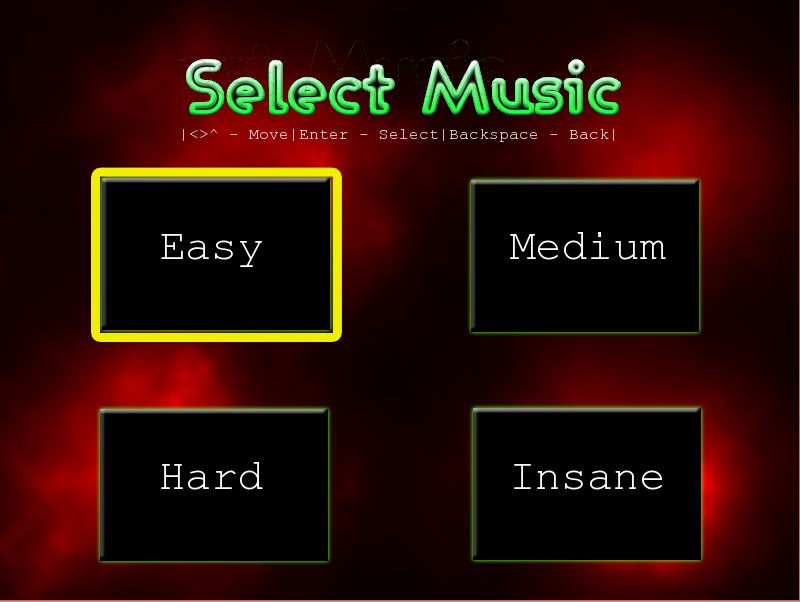 Select Music
|<>^ - Move|Enter - Select|Backspace - Back|
Easy
Medium
Hard
Insane